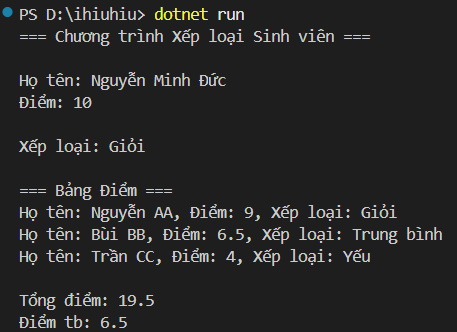 PS D:\ihiuhiu> dotnet run
=== Chương trình Xếp loại Sinh viên ===
Họ tên: Nguyễn Minh Đức
Điểm: 10
Xếp loại: Giỏi
=== Bảng Điểm ===
Họ tên: Nguyễn AA, Điểm: 9, Xếp loại: Giỏi
Họ tên: Bùi BB, Điểm: 6.5, Xếp loại: Trung bình
Họ tên: Trần CC, Điểm: 4, Xếp loại: Yếu
Tổng điểm: 19.5
Điểm tb: 6.5